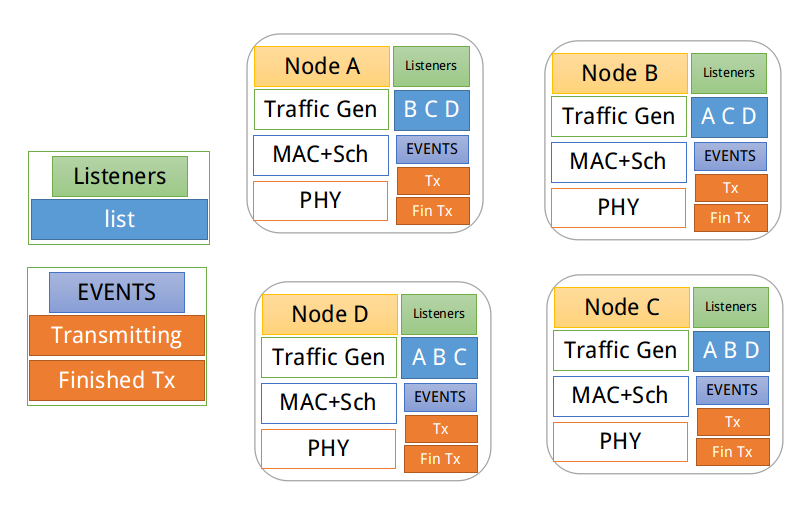 Listeners
list
EVENTS
Transmitting
Finished Tx
Node A
Listeners
Traffic Gen
B C D
MAC+Sch
EVENTS
PHY
Tx
Fin Tx
Node B
Listeners
Traffic Gen
A C D
MAC+Sch
EVENTS
PHY
Tx
Fin Tx
Node D
Listeners
Traffic Gen
A B C
MAC+Sch
EVENTS
PHY
Tx
Fin Tx
Node C
Listeners
Traffic Gen
A B D
MAC+Sch
EVENTS
PHY
Tx
Fin Tx